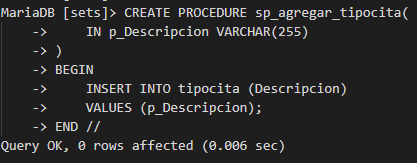 MariaDB [sets]> CREATE PROCEDURE sp_agregar_tipocita(
    ->     IN p_Descripcion VARCHAR(255)
    -> )
    -> BEGIN
    ->     INSERT INTO tipocita (Descripcion)
    ->     VALUES (p_Descripcion);
    -> END //
Query OK, 0 rows affected (0.006 sec)